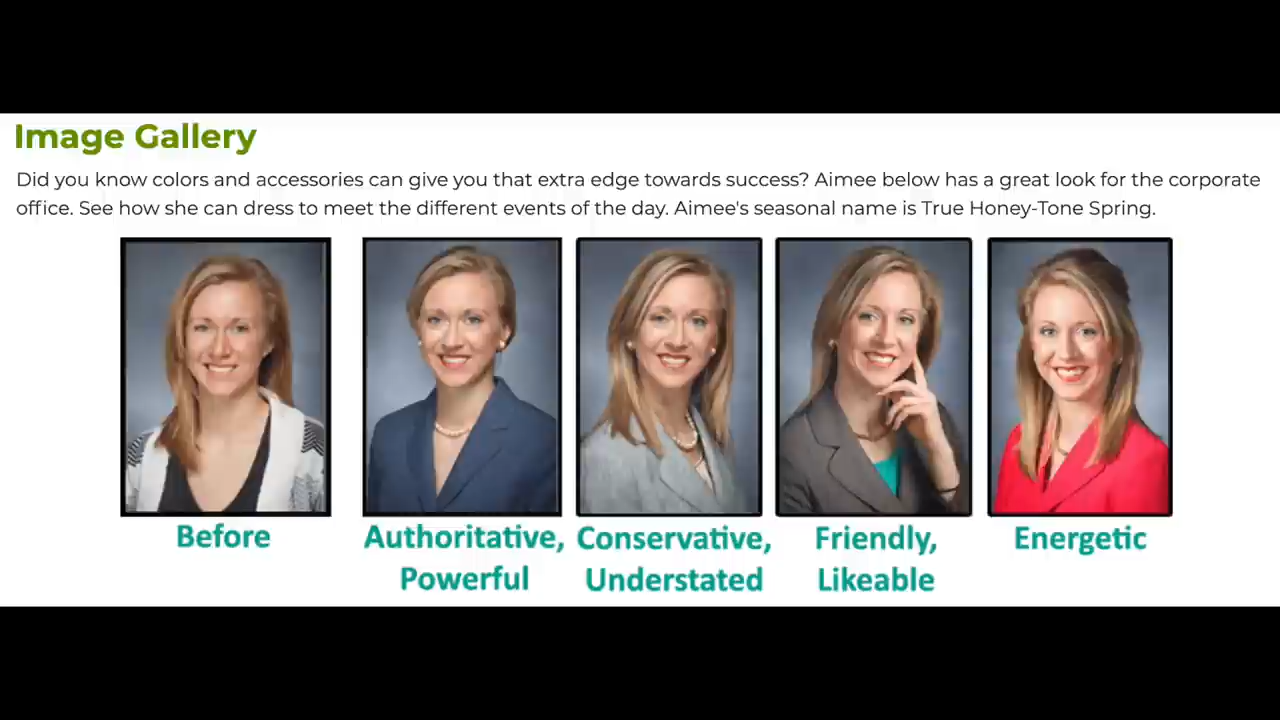 Image Gallery
Did you know colors and accessories can give you that extra edge towards success? Aimee below has a great look for the corporate
office. See how she can dress to meet the different events of the day. Aimee's seasonal name is True Honey-Tone Spring.
Before
Authoritative,
Powerful
Conservative,
Understated
Friendly,
Likeable
Energetic